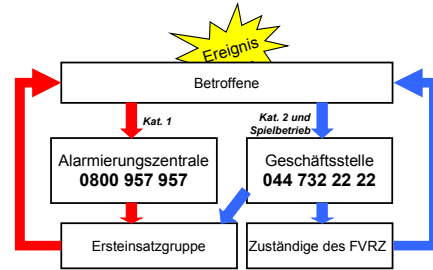 Ereignis
Betroffene
Kat. 1
Kat. 2 und
Spielbetrieb
Alarmierungszentrale
0800 957 957
Geschäftsstelle
044 732 22 22
Ersteinsatzgruppe
Zuständige des FVRZ